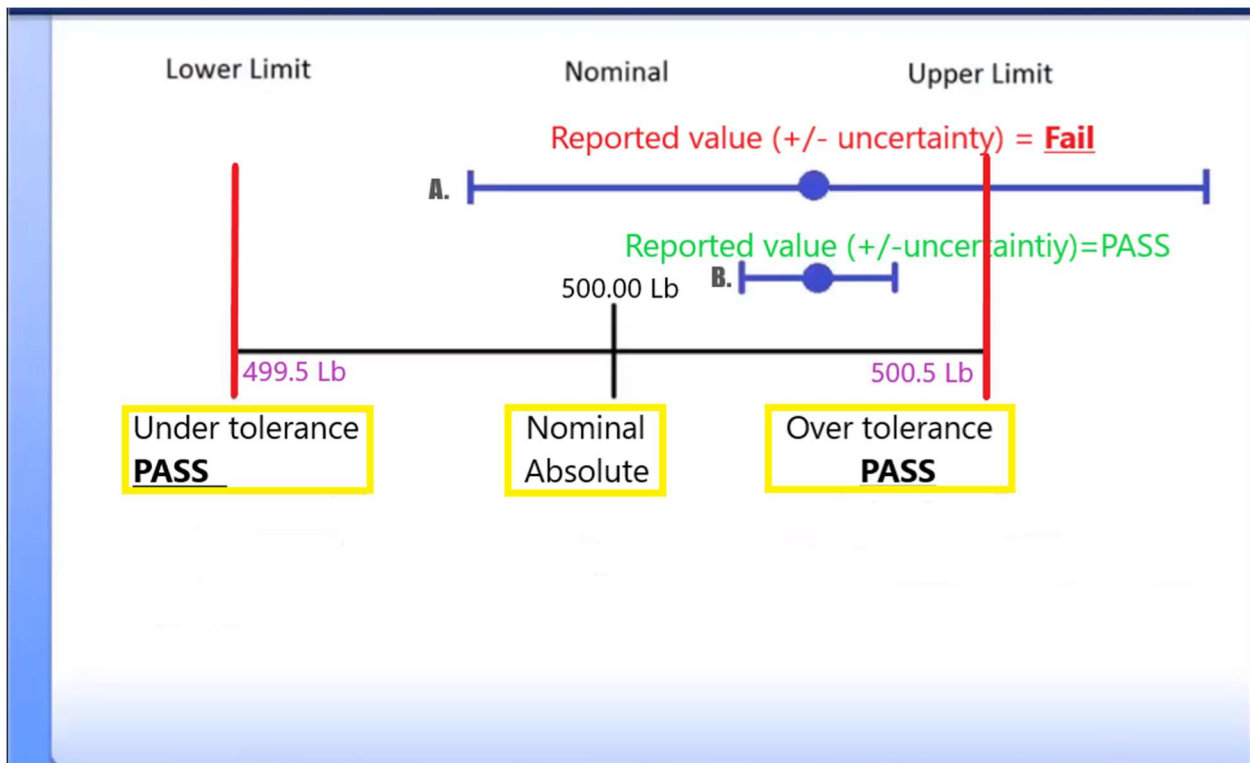 Lower Limit
Nominal
Upper Limit
Reported value (+/- uncertainty) = Fail
A.
Reported value (+/-uncertaintiy)=PASS
B.
500.00 Lb
499.5 Lb
500.5 Lb
Under tolerance
PASS
Nominal
Absolute
Over tolerance
PASS